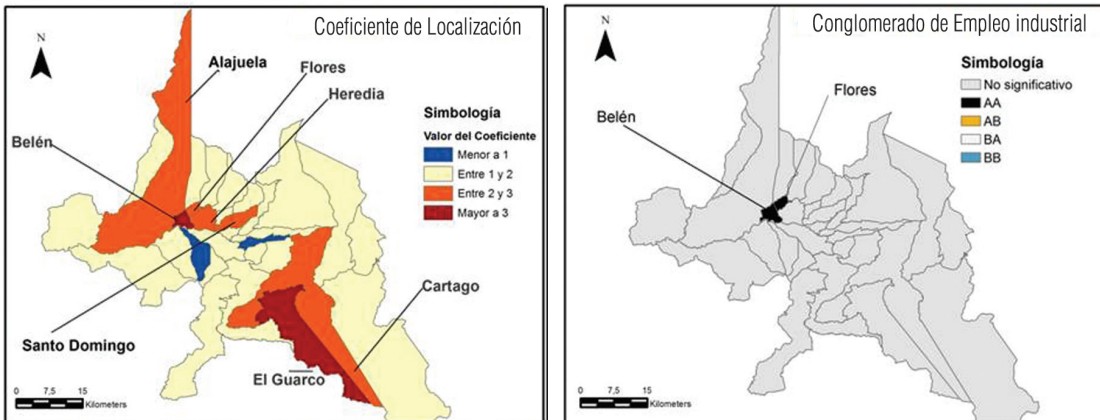 Coeficiente de Localización
N
Alajuela
Flores
Heredia
Belén
Simbología
Valor del Coeficiente
Menor a 1
Entre 1 y 2
Entre 2 y 3
Mayor a 3
Cartago
Santo Domingo
El Guarco
0 7,5 15
Kilometers
Conglomerado de Empleo industrial
N
Simbología
No significativo
AA
AB
BA
BB
Flores
Belén
0 7,5 15
Kilometers